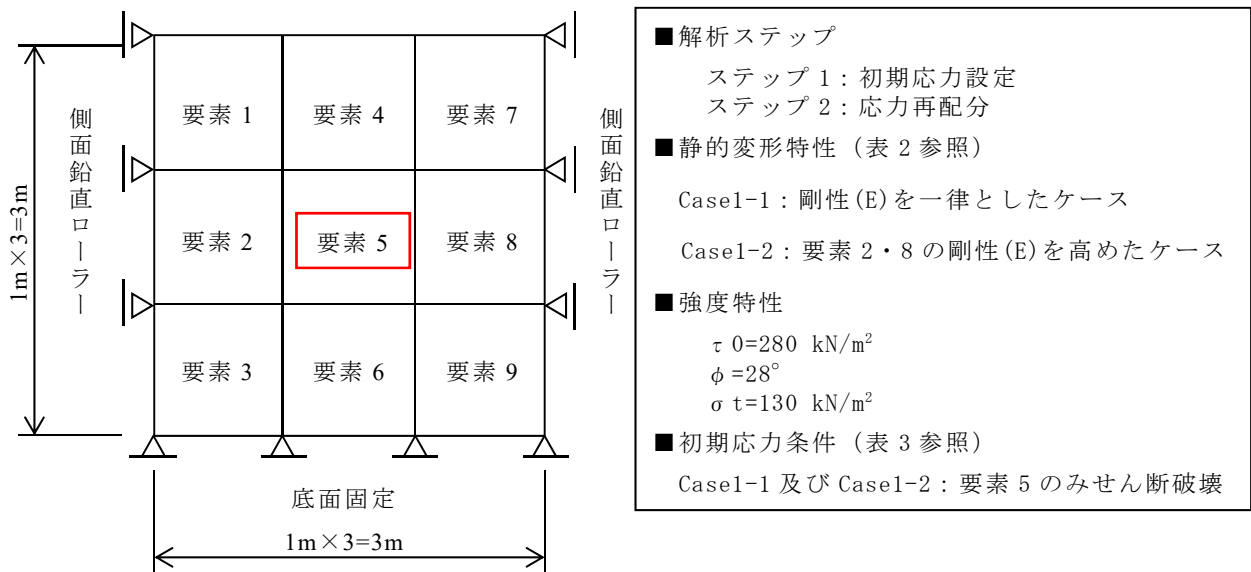 要素 1
要素 4
要素 7
要素 2
要素 5
要素 8
要素 3
要素 6
要素 9
側面鉛直ローラー
側面鉛直ローラー
1m×3=3m
底面固定
1m×3=3m
■解析ステップ
ステップ 1：初期応力設定
ステップ 2：応力再配分
■静的変形特性（表 2 参照）
Case1-1：剛性(E)を一律としたケース
Case1-2：要素 2・8 の剛性(E)を高めたケース
■強度特性
τ 0=280 kN/m²
φ =28°
σ t=130 kN/m²
■初期応力条件（表 3 参照）
Case1-1 及び Case1-2：要素 5 のみせん断破壊